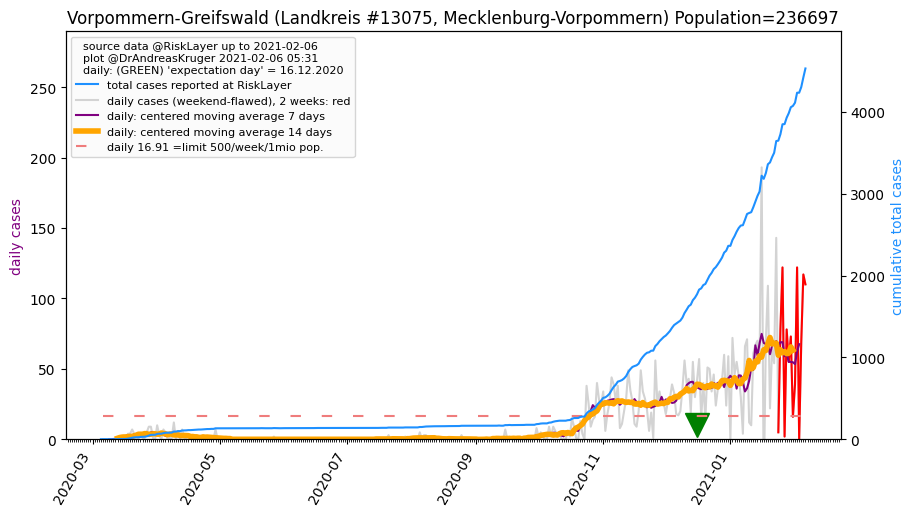 Vorpommern-Greifswald (Landkreis #13075, Mecklenburg-Vorpommern) Population=236697
source data @RiskLayer up to 2021-02-06
plot @DrAndreasKruger 2021-02-06 05:31
daily: (GREEN) 'expectation day' = 16.12.2020
total cases reported at RiskLayer
daily cases (weekend-flawed), 2 weeks: red
daily: centered moving average 7 days
daily: centered moving average 14 days
daily 16.91 =limit 500/week/1mio pop.
daily cases
250
200
150
100
50
0
cumulative total cases
4000
3000
2000
1000
0
2020-03
2020-05
2020-07
2020-09
2020-11
2021-01